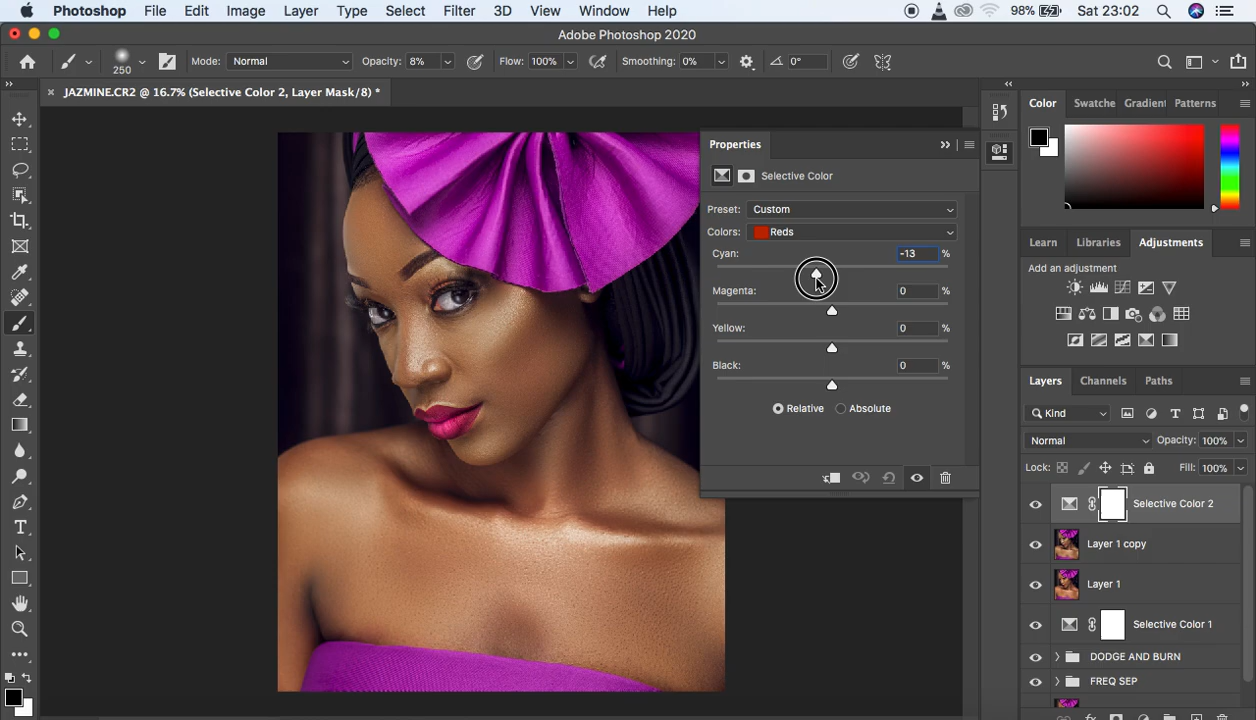 Photoshop File Edit Image Layer Type Select Filter 3D View Window Help 98% Sat 23:02
Adobe Photoshop 2020
250 Mode: Normal Opacity: 8% Flow: 100% Smoothing: 0% 0°
JAZMINE.CR2 @ 16.7% (Selective Color 2, Layer Mask/8) *
Color Swatche Gradient Patterns
Properties
Selective Color
Preset: Custom
Colors: Reds
Cyan: -13 %
Magenta: 0 %
Yellow: 0 %
Black: 0 %
Relative Absolute
Learn Libraries Adjustments
Add an adjustment
Layers Channels Paths
Kind
Normal Opacity: 100%
Lock: Fill: 100%
Selective Color 2
Layer 1 copy
Layer 1
Selective Color 1
DODGE AND BURN
FREQ SEP